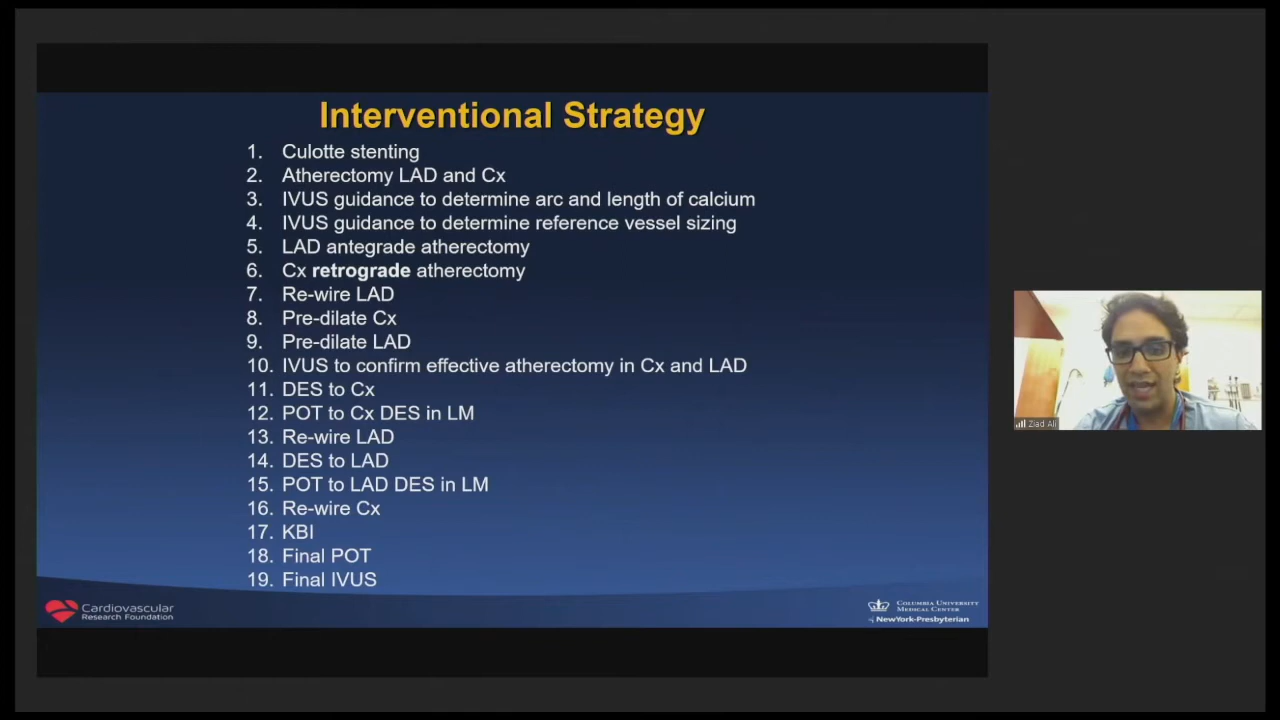 Interventional Strategy
1. Culotte stenting
2. Atherectomy LAD and Cx
3. IVUS guidance to determine arc and length of calcium
4. IVUS guidance to determine reference vessel sizing
5. LAD antegrade atherectomy
6. Cx retrograde atherectomy
7. Re-wire LAD
8. Pre-dilate Cx
9. Pre-dilate LAD
10. IVUS to confirm effective atherectomy in Cx and LAD
11. DES to Cx
12. POT to Cx DES in LM
13. Re-wire LAD
14. DES to LAD
15. POT to LAD DES in LM
16. Re-wire Cx
17. KBI
18. Final POT
19. Final IVUS
Cardiovascular
Research Foundation
COLUMBIA UNIVERSITY
MEDICAL CENTER
NewYork-Presbyterian
Ziad Ali